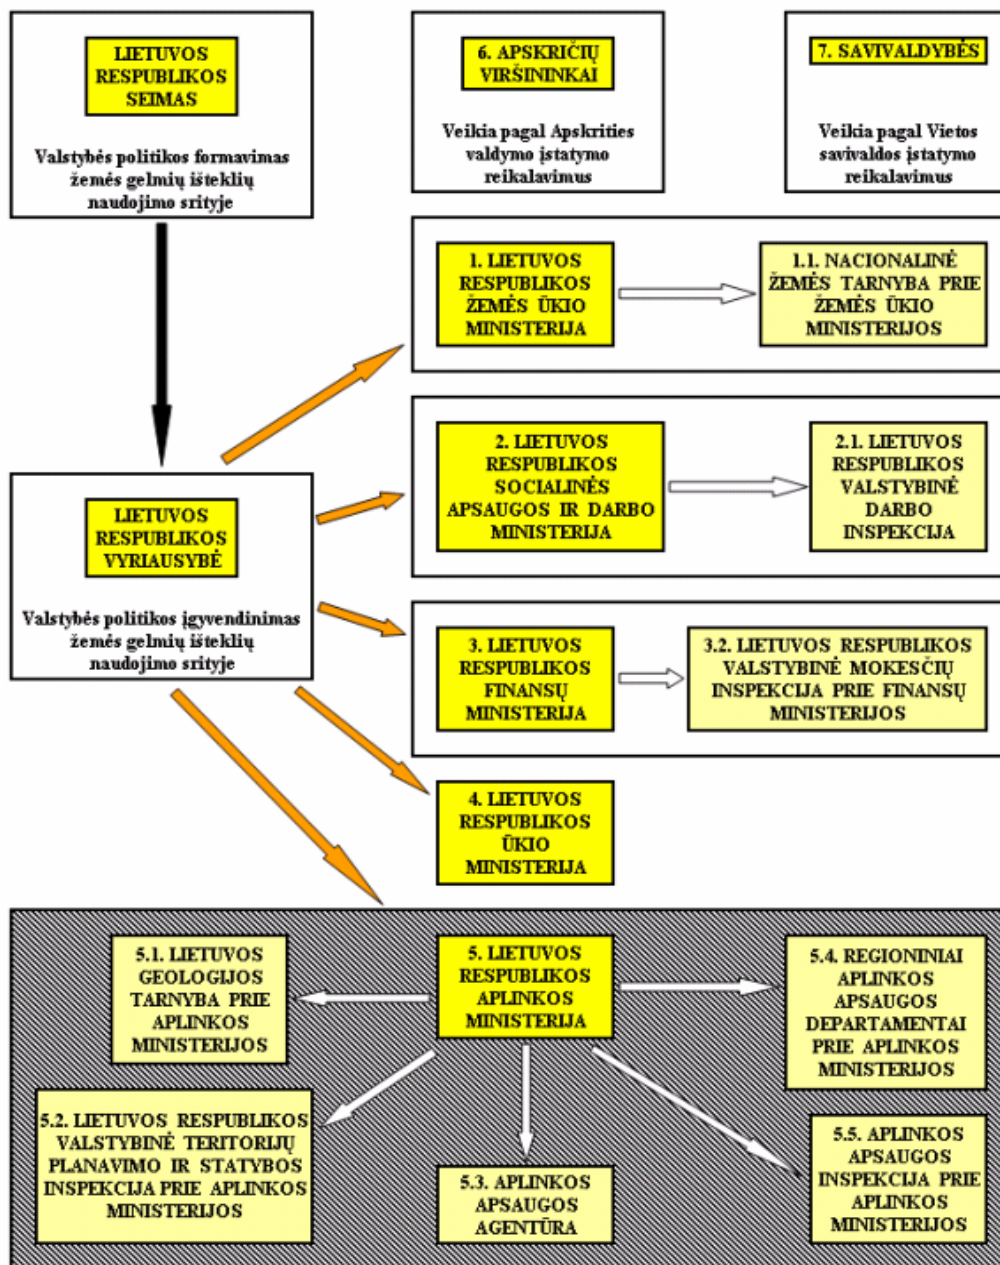 LIETUVOS
RESPUBLIKOS
SEIMAS
Valstybės politikos formavimas
žemės gelmių išteklių
naudojimo srityje
6. APSKRIČIŲ
VIRŠININKAI
Veikia pagal Apskrities
valdymo įstatymo
reikalavimus
7. SAVIVALDYBĖS
Veikia pagal Vietos
savivaldos įstatymo
reikalavimus
1. LIETUVOS
RESPUBLIKOS
ŽEMĖS ŪKIO
MINISTERIJA
1.1. NACIONALINĖ
ŽEMĖS TARNYBA PRIE
ŽEMĖS ŪKIO
MINISTERIJOS
2. LIETUVOS
RESPUBLIKOS
SOCIALINĖS
APSAUGOS IR DARBO
MINISTERIJA
2.1. LIETUVOS
RESPUBLIKOS
VALSTYBINĖ
DARBO
INSPEKCIJA
LIETUVOS
RESPUBLIKOS
VYRIAUSYBĖ
Valstybės politikos įgyvendinimas
žemės gelmių išteklių
naudojimo srityje
3. LIETUVOS
RESPUBLIKOS
FINANSŲ
MINISTERIJA
3.2. LIETUVOS RESPUBLIKOS
VALSTYBINĖ MOKESČIŲ
INSPEKCIJA PRIE FINANSŲ
MINISTERIJOS
4. LIETUVOS
RESPUBLIKOS
ŪKIO
MINISTERIJA
5.1. LIETUVOS
GEOLOGIJOS
TARNYBA PRIE
APLINKOS
MINISTERIJOS
5. LIETUVOS
RESPUBLIKOS
APLINKOS
MINISTERIJA
5.4. REGIONINIAI
APLINKOS
APSAUGOS
DEPARTAMENTAI
PRIE APLINKOS
MINISTERIJOS
5.2. LIETUVOS RESPUBLIKOS
VALSTYBINĖ TERITORIJŲ
PLANAVIMO IR STATYBOS
INSPEKCIJA PRIE APLINKOS
MINISTERIJOS
5.3. APLINKOS
APSAUGOS
AGENTŪRA
5.5. APLINKOS
APSAUGOS
INSPEKCIJA PRIE
APLINKOS
MINISTERIJOS